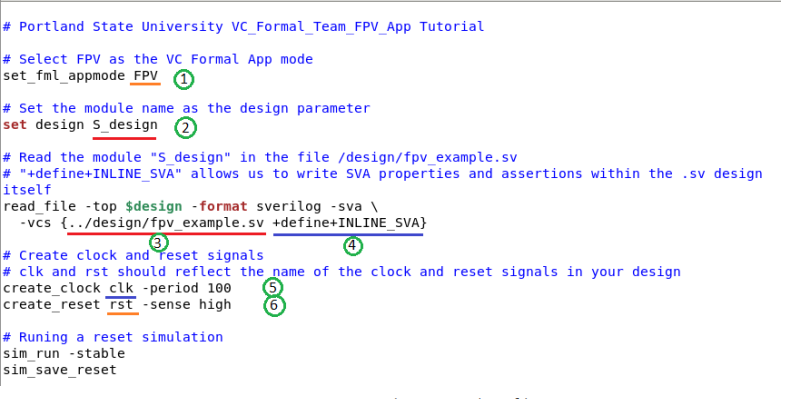 # Portland State University VC_Formal_Team_FPV_App Tutorial
# Select FPV as the VC Formal App mode
set_fml_appmode FPV 1
# Set the module name as the design parameter
set design S_design 2
# Read the module "S_design" in the file /design/fpv_example.sv
# "+define+INLINE_SVA" allows us to write SVA properties and assertions within the .sv design
itself
read_file -top $design -format sverilog -sva \
-vcs {../design/fpv_example.sv +define+INLINE_SVA}
3 4
# Create clock and reset signals
# clk and rst should reflect the name of the clock and reset signals in your design
create_clock clk -period 100 5
create_reset rst -sense high 6
# Runing a reset simulation
sim_run -stable
sim_save_reset